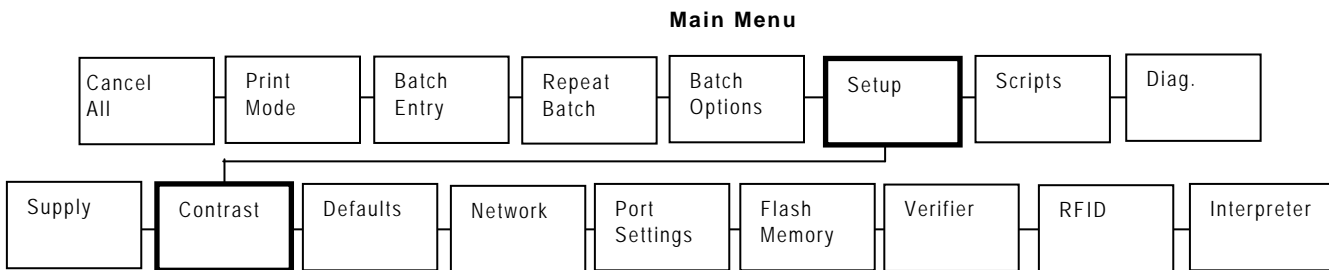 Main Menu
Cancel
All
Print
Mode
Batch
Entry
Repeat
Batch
Batch
Options
Setup
Scripts
Diag.
Supply
Contrast
Defaults
Network
Port
Settings
Flash
Memory
Verifier
RFID
Interpreter